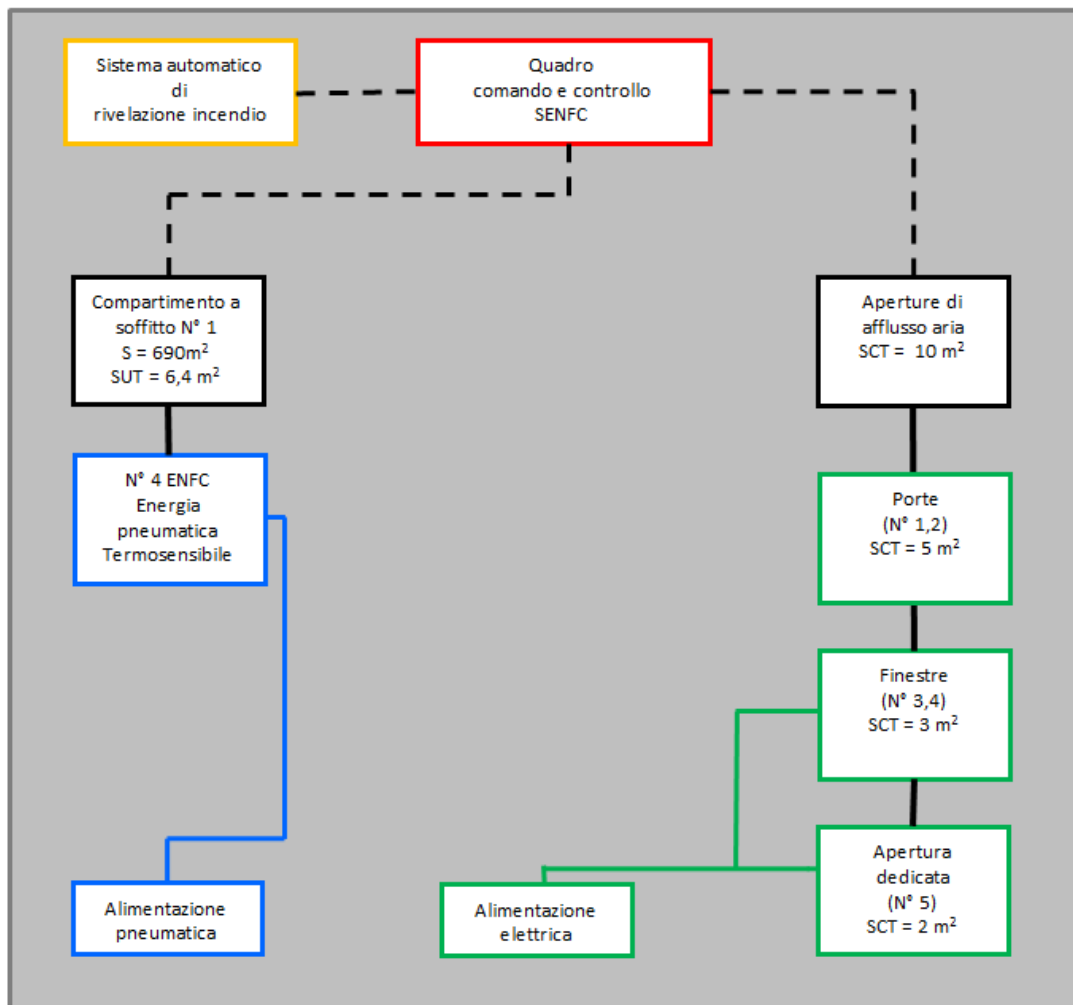 Sistema automatico
di
rivelazione incendio
Quadro
comando e controllo
SENFC
Compartimento a
soffitto N° 1
S = 690m²
SUT = 6,4 m²
Aperture di
afflusso aria
SCT = 10 m²
N° 4 ENFC
Energia
pneumatica
Termosensibile
Porte
(N° 1,2)
SCT = 5 m²
Finestre
(N° 3,4)
SCT = 3 m²
Apertura
dedicata
(N° 5)
SCT = 2 m²
Alimentazione
pneumatica
Alimentazione
elettrica